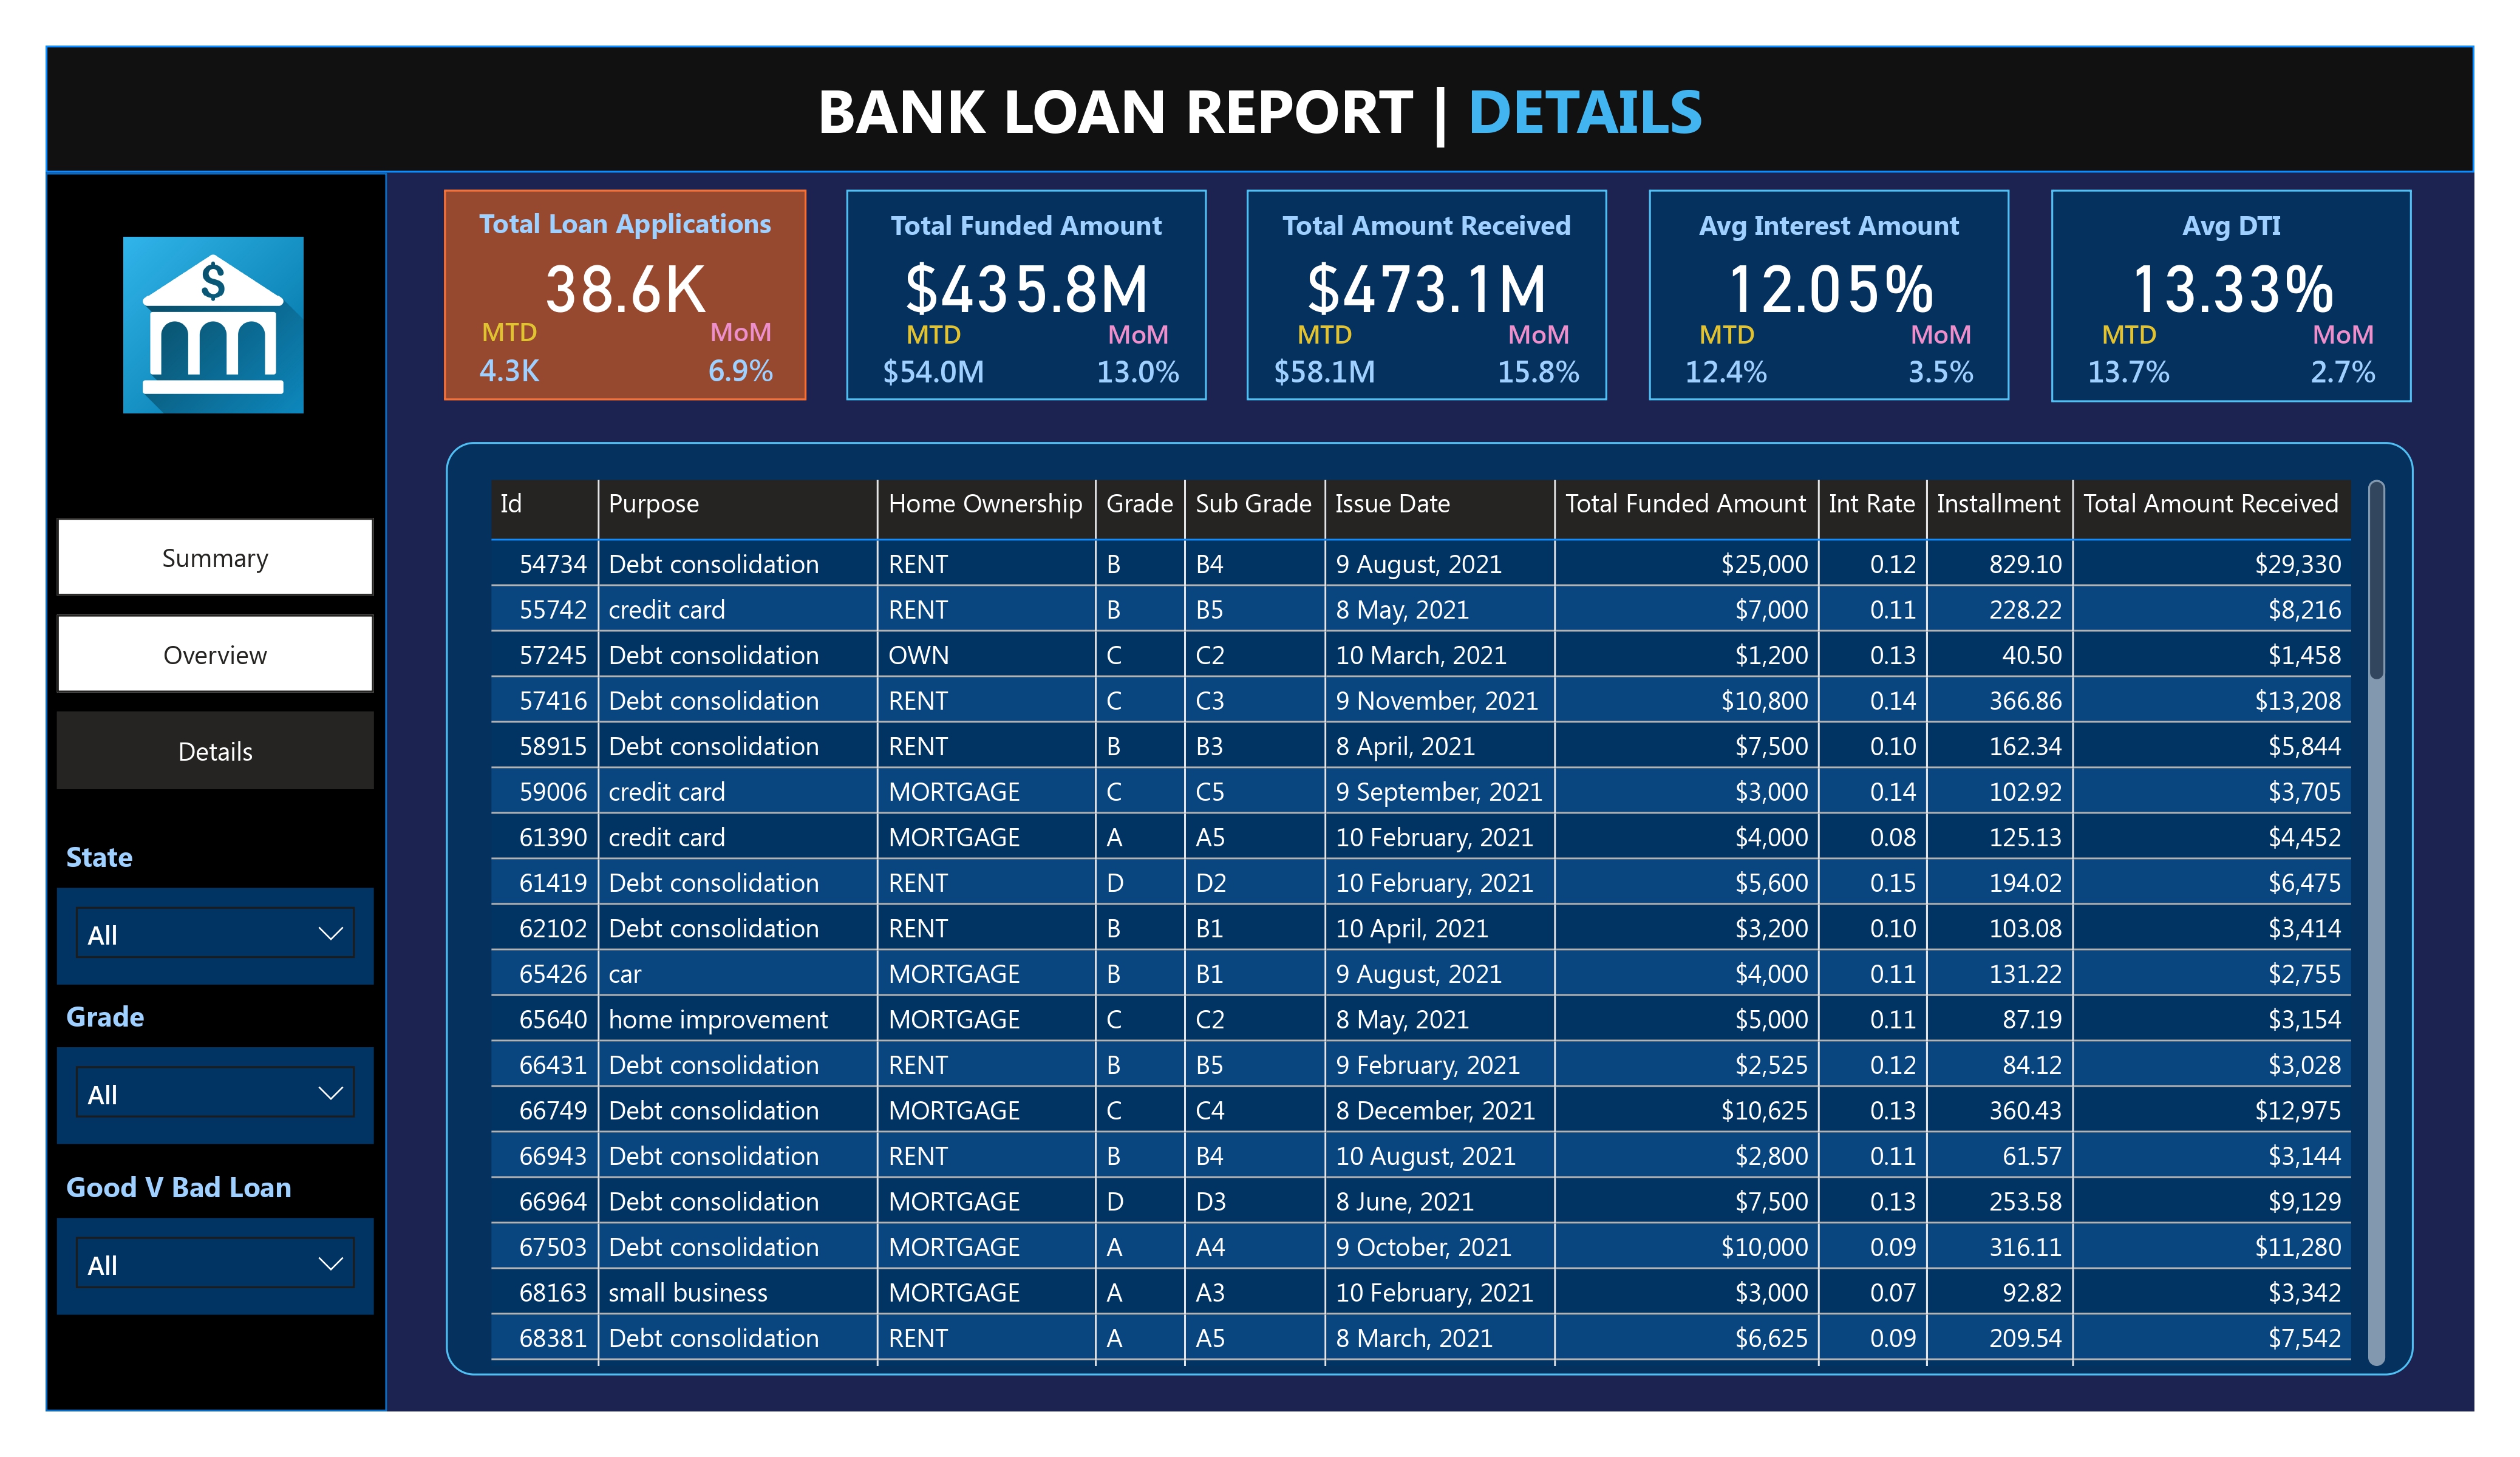 BANK LOAN REPORT | DETAILS
$
Total Loan Applications
38.6K
MTD MoM
4.3K 6.9%
Total Funded Amount
$435.8M
MTD MoM
$54.0M 13.0%
Total Amount Received
$473.1M
MTD MoM
$58.1M 15.8%
Avg Interest Amount
12.05%
MTD MoM
12.4% 3.5%
Avg DTI
13.33%
MTD MoM
13.7% 2.7%
Summary
Overview
Details
State
All
Grade
All
Good V Bad Loan
All
Id Purpose Home Ownership Grade Sub Grade Issue Date Total Funded Amount Int Rate Installment Total Amount Received
54734 Debt consolidation RENT B B4 9 August, 2021 $25,000 0.12 829.10 $29,330
55742 credit card RENT B B5 8 May, 2021 $7,000 0.11 228.22 $8,216
57245 Debt consolidation OWN C C2 10 March, 2021 $1,200 0.13 40.50 $1,458
57416 Debt consolidation RENT C C3 9 November, 2021 $10,800 0.14 366.86 $13,208
58915 Debt consolidation RENT B B3 8 April, 2021 $7,500 0.10 162.34 $5,844
59006 credit card MORTGAGE C C5 9 September, 2021 $3,000 0.14 102.92 $3,705
61390 credit card MORTGAGE A A5 10 February, 2021 $4,000 0.08 125.13 $4,452
61419 Debt consolidation RENT D D2 10 February, 2021 $5,600 0.15 194.02 $6,475
62102 Debt consolidation RENT B B1 10 April, 2021 $3,200 0.10 103.08 $3,414
65426 car MORTGAGE B B1 9 August, 2021 $4,000 0.11 131.22 $2,755
65640 home improvement MORTGAGE C C2 8 May, 2021 $5,000 0.11 87.19 $3,154
66431 Debt consolidation RENT B B5 9 February, 2021 $2,525 0.12 84.12 $3,028
66749 Debt consolidation MORTGAGE C C4 8 December, 2021 $10,625 0.13 360.43 $12,975
66943 Debt consolidation RENT B B4 10 August, 2021 $2,800 0.11 61.57 $3,144
66964 Debt consolidation MORTGAGE D D3 8 June, 2021 $7,500 0.13 253.58 $9,129
67503 Debt consolidation MORTGAGE A A4 9 October, 2021 $10,000 0.09 316.11 $11,280
68163 small business MORTGAGE A A3 10 February, 2021 $3,000 0.07 92.82 $3,342
68381 Debt consolidation RENT A A5 8 March, 2021 $6,625 0.09 209.54 $7,542